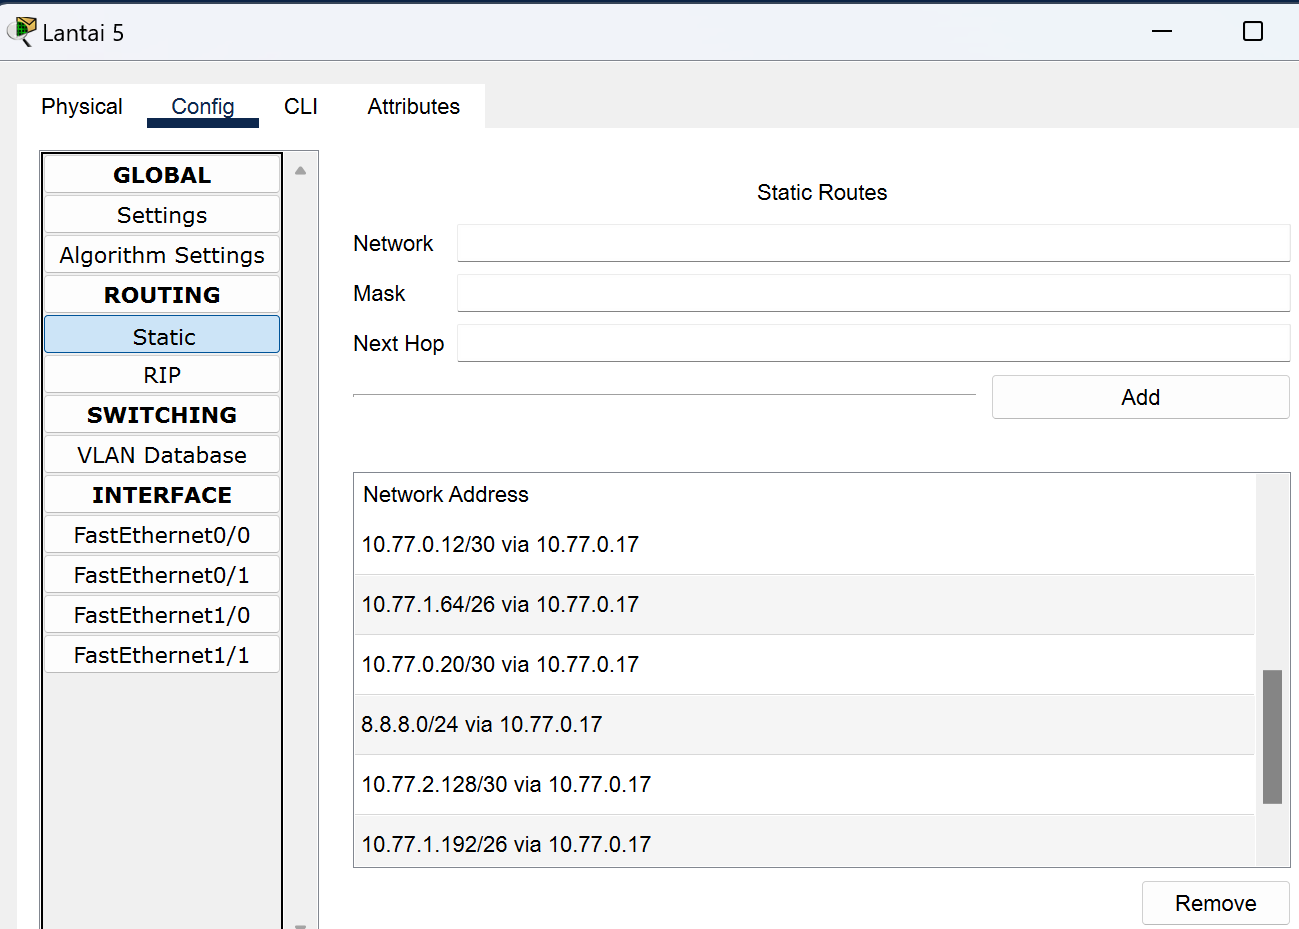 Lantai 5
Physical Config CLI Attributes
GLOBAL
Settings
Algorithm Settings
ROUTING
Static
RIP
SWITCHING
VLAN Database
INTERFACE
FastEthernet0/0
FastEthernet0/1
FastEthernet1/0
FastEthernet1/1
Static Routes
Network
Mask
Next Hop
Add
Network Address
10.77.0.12/30 via 10.77.0.17
10.77.1.64/26 via 10.77.0.17
10.77.0.20/30 via 10.77.0.17
8.8.8.0/24 via 10.77.0.17
10.77.2.128/30 via 10.77.0.17
10.77.1.192/26 via 10.77.0.17
Remove